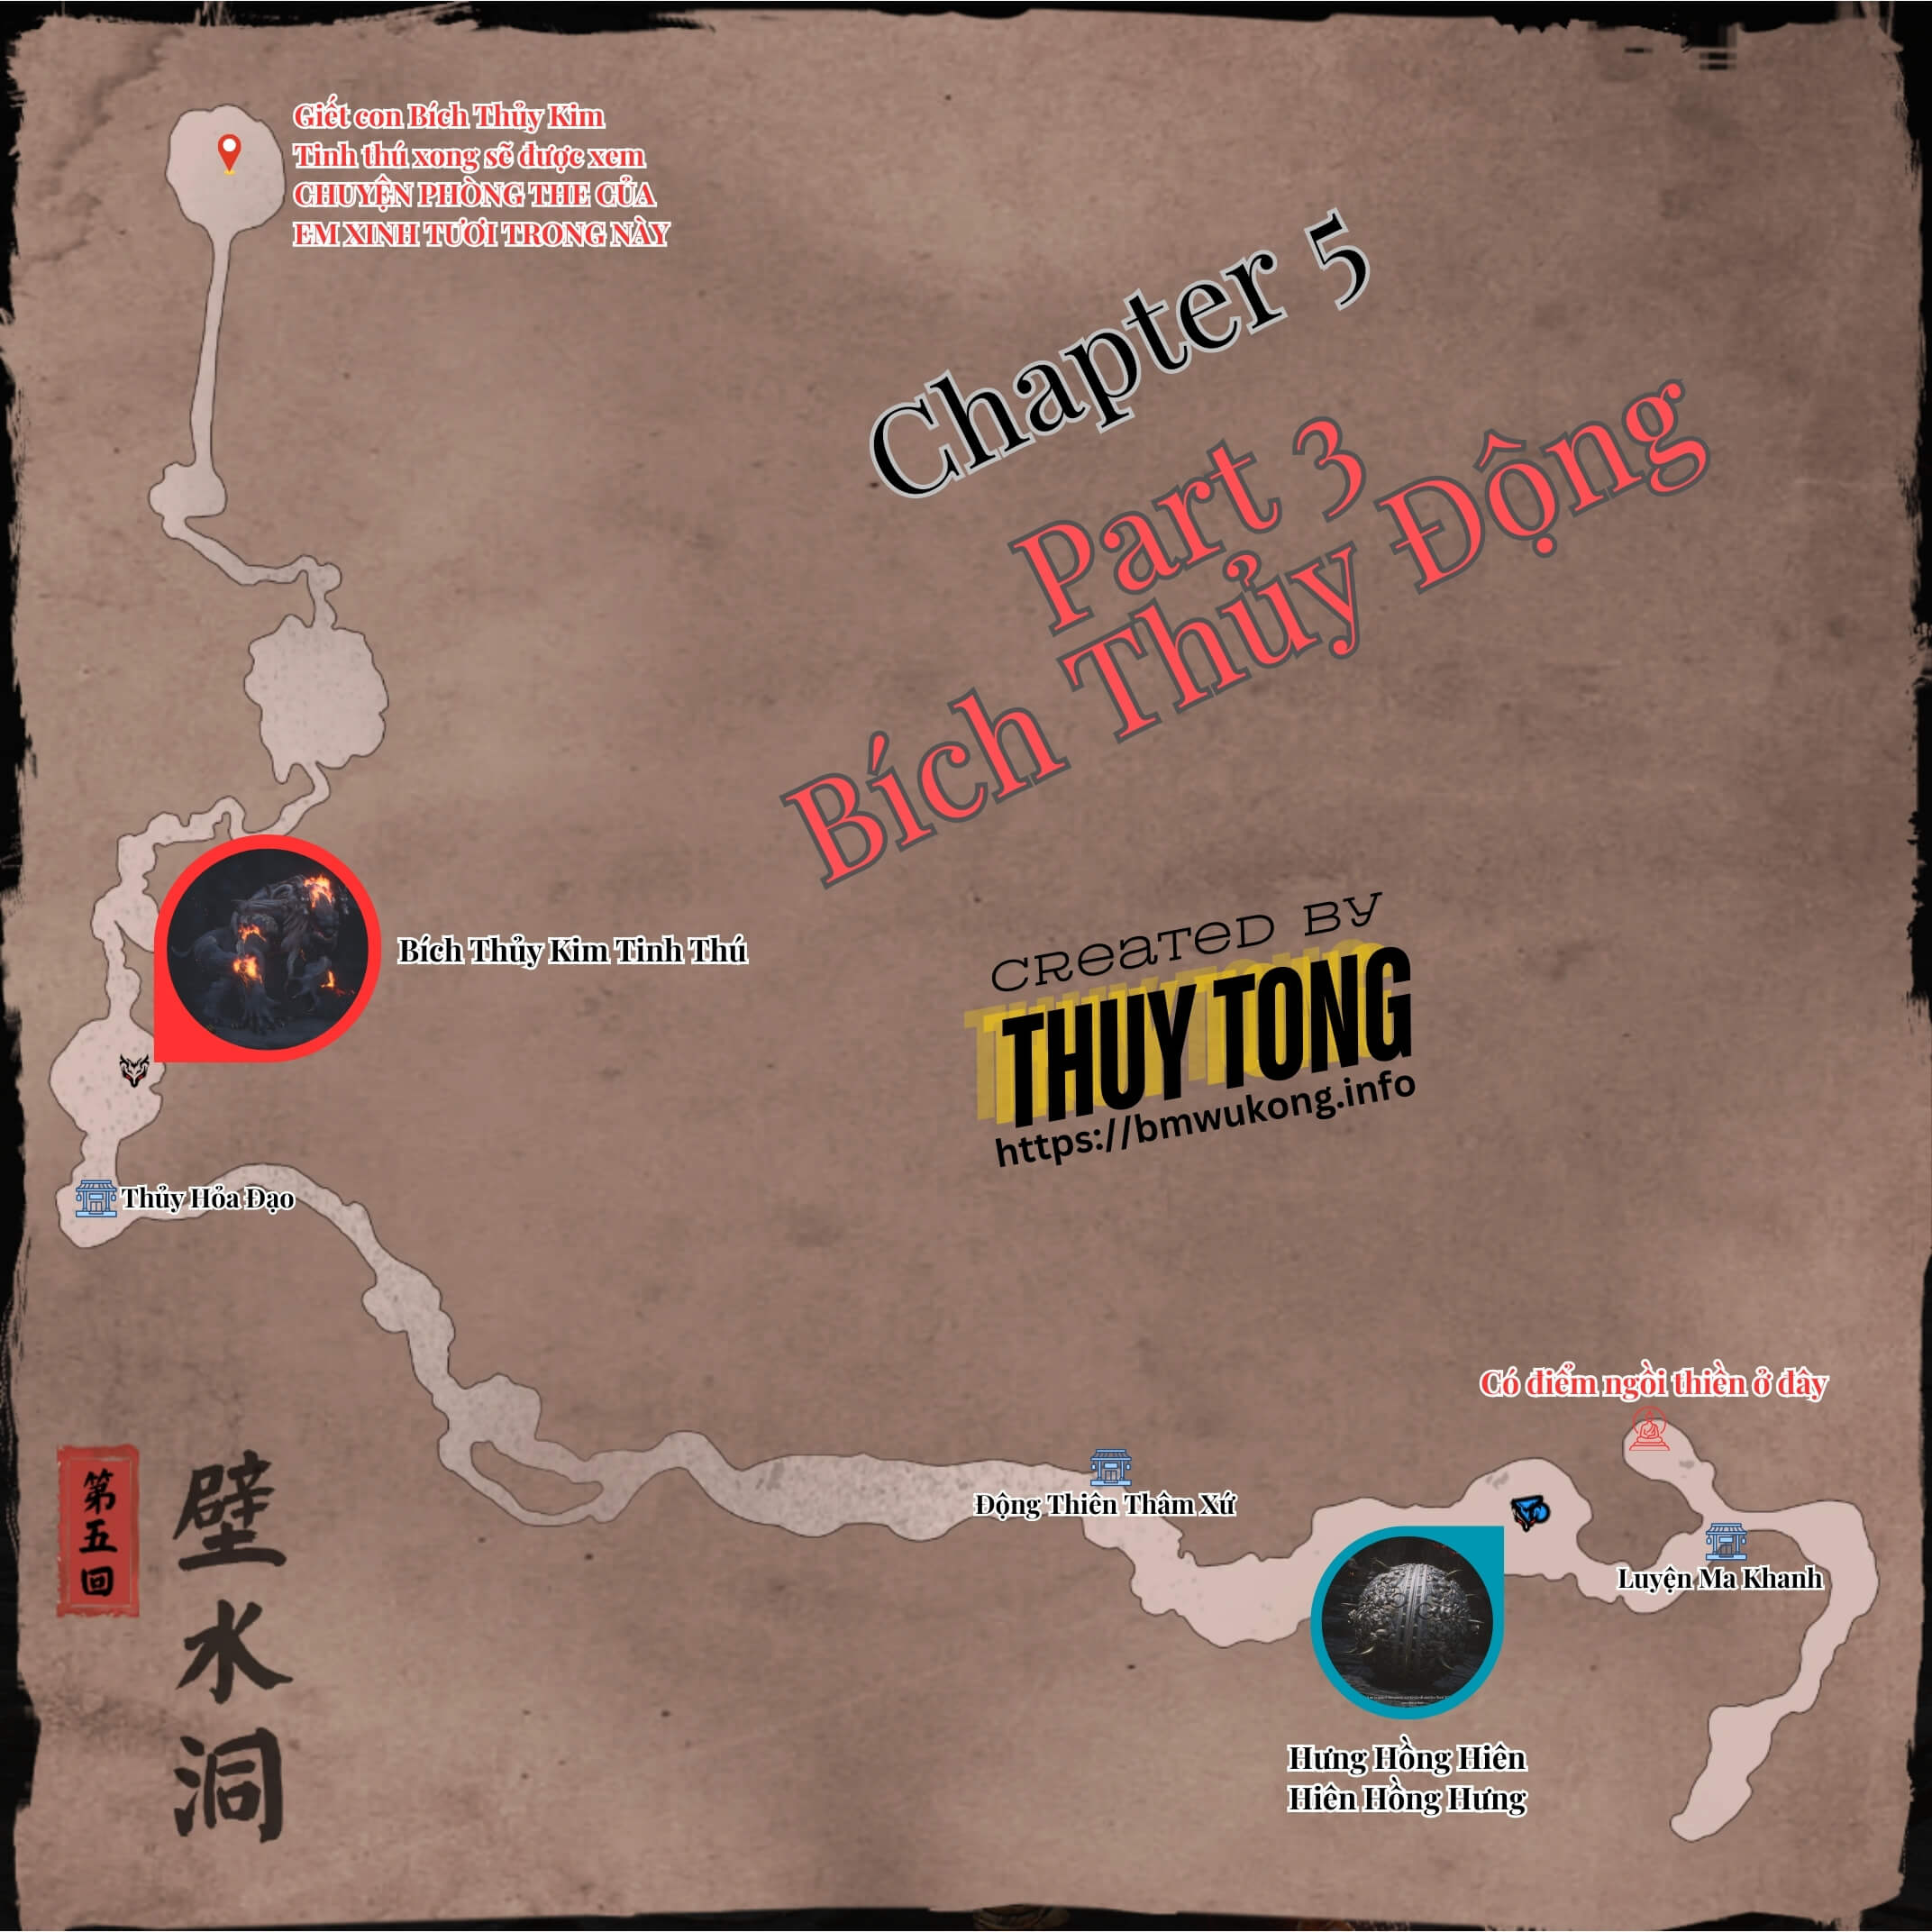 Giết con Bích Thủy Kim
Tinh thú xong sẽ được xem
CHUYỆN PHÒNG THE CỦA
EM XINH TƯƠI TRONG NÀY
Chapter 5
Part 3
Bích Thủy Động
Bích Thủy Kim Tinh Thú
CREATED BY
THUY TONG
https://bmwukong.info
Thủy Hỏa Đạo
Có điểm ngồi thiền ở đây
Động Thiên Thâm Xứ
Luyện Ma Khanh
Hưng Hồng Hiên
Hiên Hồng Hưng
第五回
壁水洞